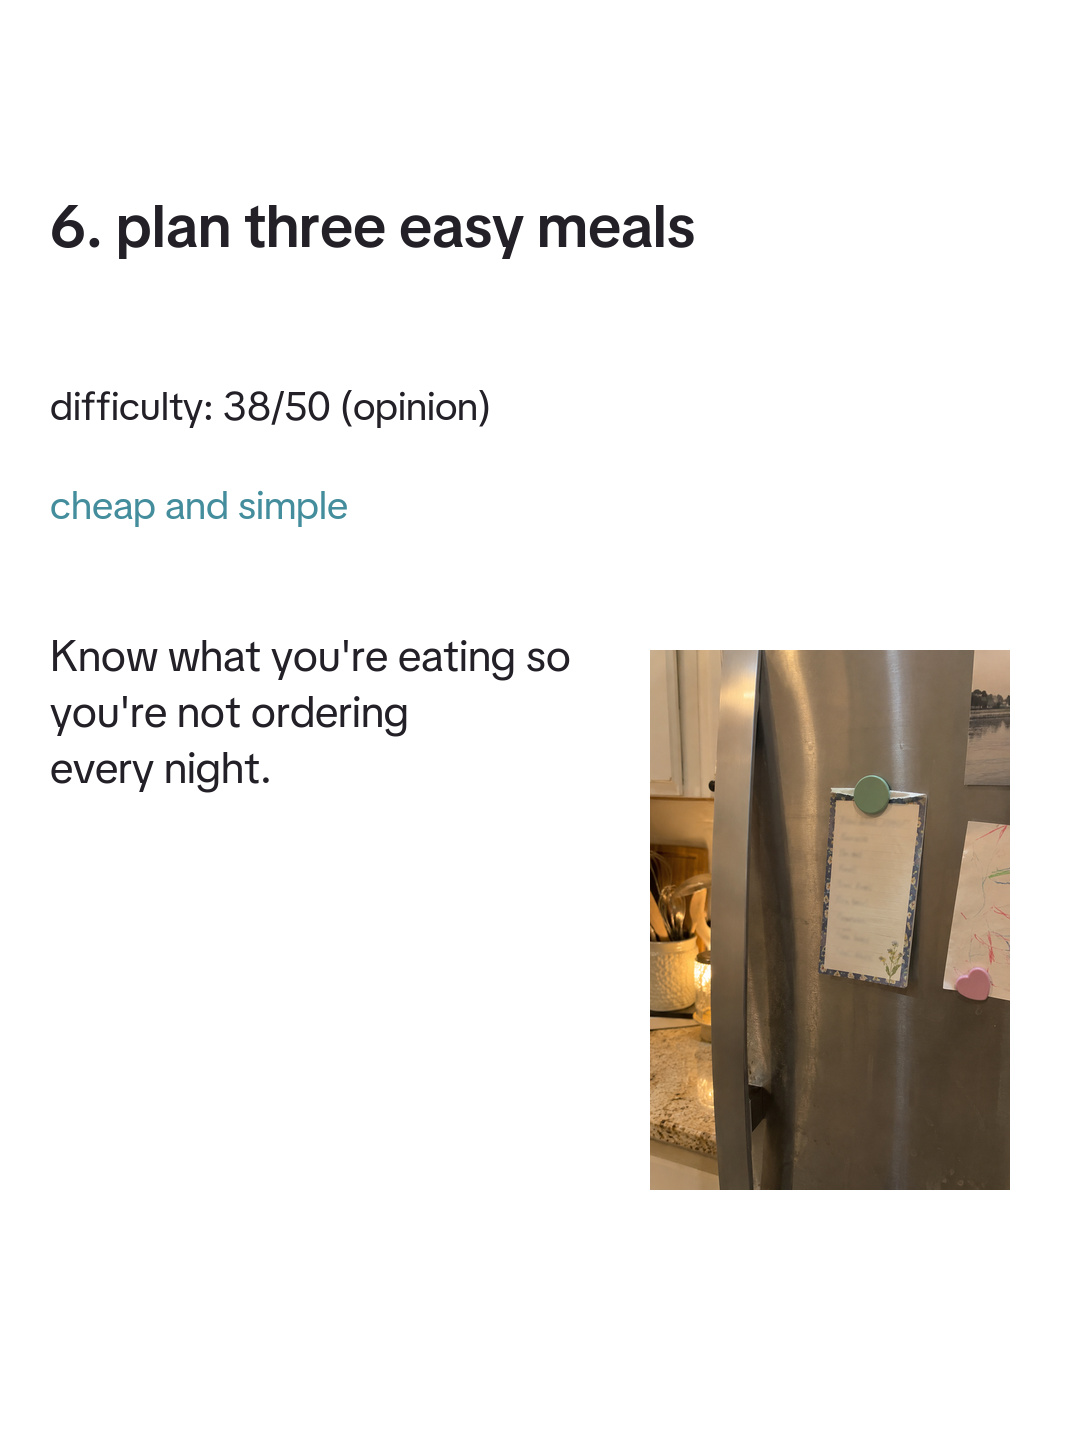 6. plan three easy meals
difficulty: 38/50 (opinion)
cheap and simple
Know what you're eating so
you're not ordering
every night.